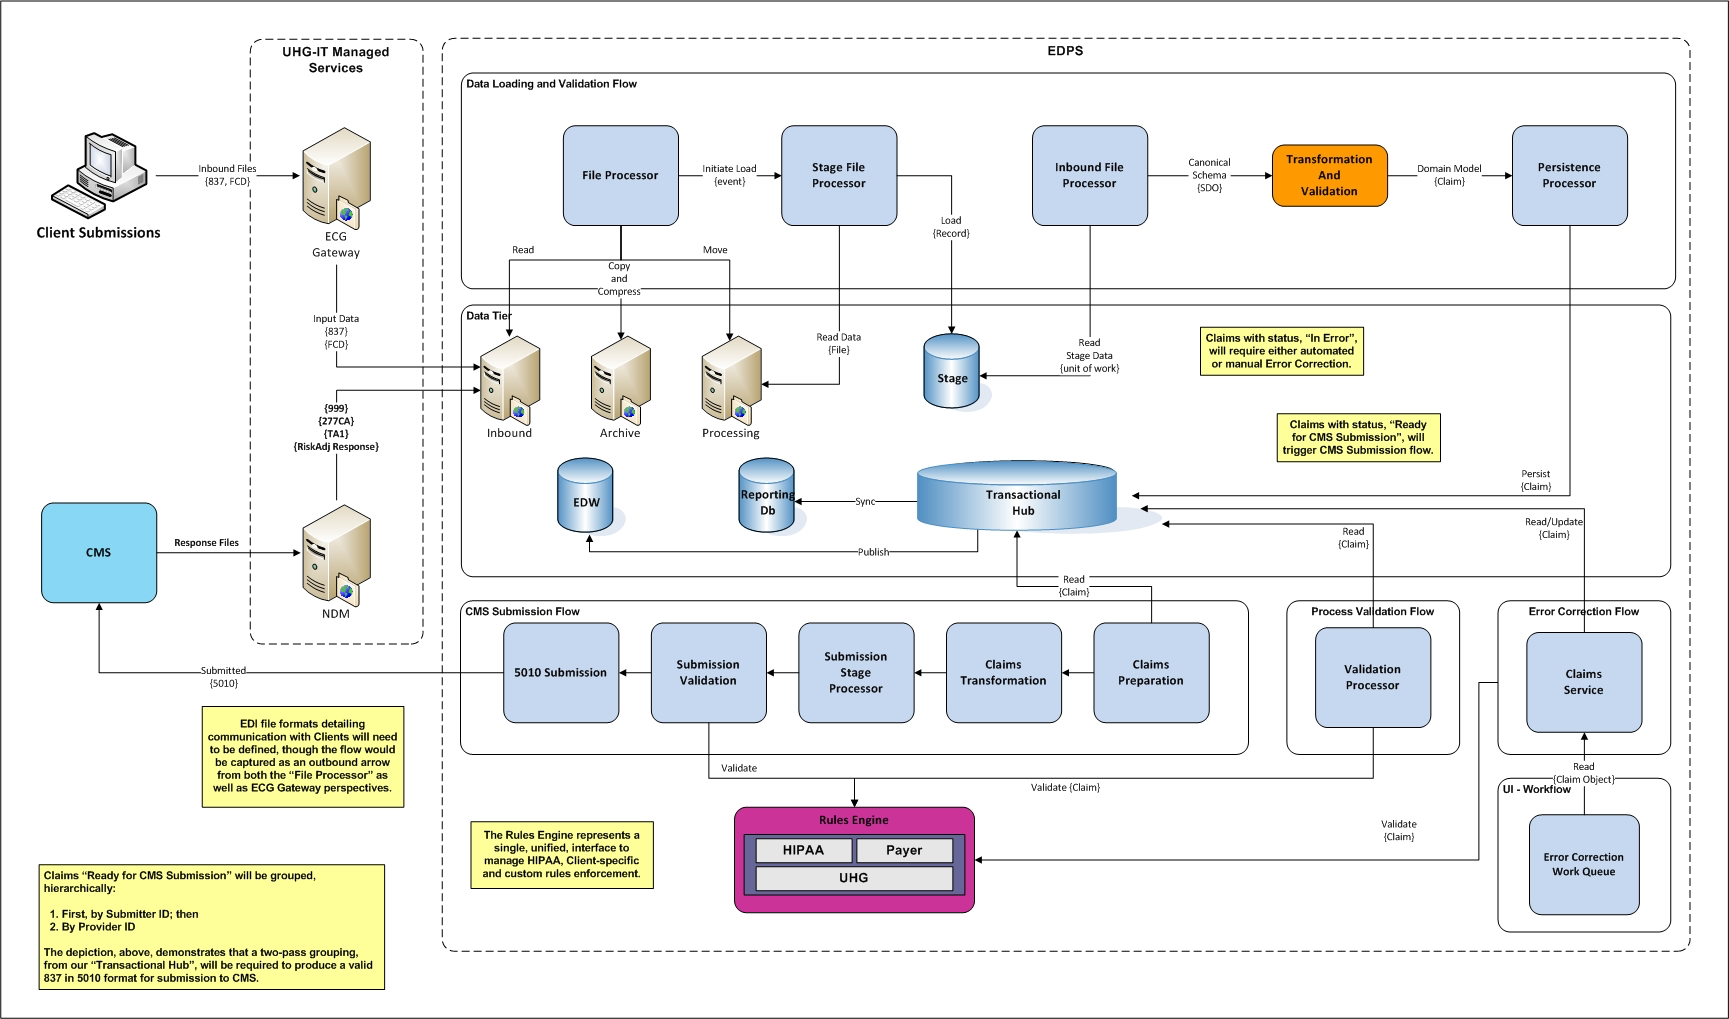 UHG-IT Managed
Services
EDPS
Data Loading and Validation Flow
Client Submissions
Inbound Files
{837, FCD}
ECG
Gateway
File Processor
Initiate Load
{event}
Stage File
Processor
Inbound File
Processor
Canonical
Schema
{SDO}
Transformation
And
Validation
Domain Model
{Claim}
Persistence
Processor
Load
{Record}
Read
Copy
and
Compress
Move
Input Data
{837}
{FCD}
Data Tier
Read Data
{File}
Read
Stage Data
{unit of work}
Stage
Claims with status, “In Error”,
will require either automated
or manual Error Correction.
{999}
{277CA}
{TA1}
{RiskAdj Response}
Inbound
Archive
Processing
Claims with status, “Ready
for CMS Submission”, will
trigger CMS Submission flow.
EDW
Reporting
Db
Sync
Transactional
Hub
Publish
Persist
{Claim}
Read
{Claim}
Read/Update
{Claim}
Read
{Claim}
CMS
Response Files
NDM
CMS Submission Flow
5010 Submission
Submission
Validation
Submission
Stage
Processor
Claims
Transformation
Claims
Preparation
Process Validation Flow
Validation
Processor
Error Correction Flow
Claims
Service
Submitted
{5010}
EDI file formats detailing
communication with Clients will need
to be defined, though the flow would
be captured as an outbound arrow
from both the “File Processor” as
well as ECG Gateway perspectives.
Validate
Validate {Claim}
Read
{Claim Object}
UI - Workflow
Error Correction
Work Queue
Validate
{Claim}
The Rules Engine represents a
single, unified, interface to
manage HIPAA, Client-specific
and custom rules enforcement.
Rules Engine
HIPAA
Payer
UHG
Claims “Ready for CMS Submission” will be grouped,
hierarchically:
1. First, by Submitter ID; then
2. By Provider ID
The depiction, above, demonstrates that a two-pass grouping,
from our “Transactional Hub”, will be required to produce a valid
837 in 5010 format for submission to CMS.